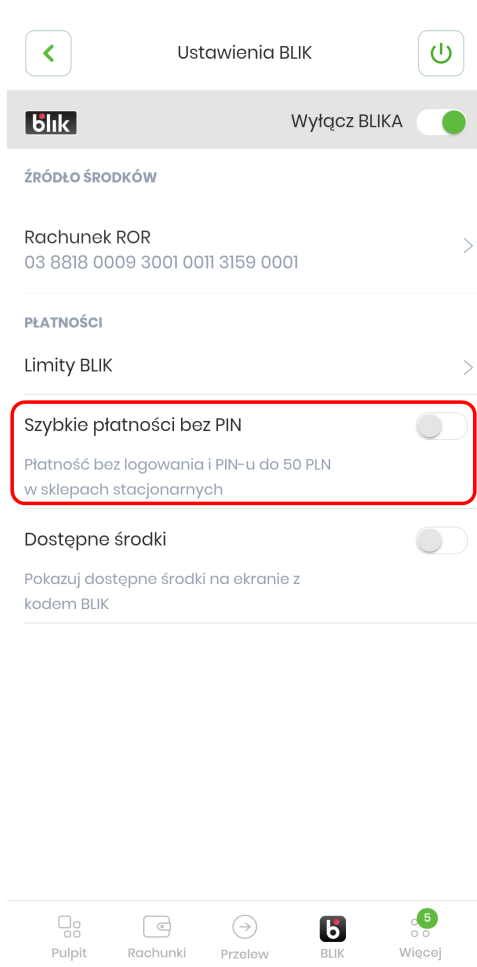 Ustawienia BLIK
blik
Wyłącz BLIKA
ŹRÓDŁO ŚRODKÓW
Rachunek ROR
03 8818 0009 3001 0011 3159 0001
PŁATNOŚCI
Limity BLIK
Szybkie płatności bez PIN
Płatność bez logowania i PIN-u do 50 PLN
w sklepach stacjonarnych
Dostępne środki
Pokazuj dostępne środki na ekranie z
kodem BLIK
b
5
Pulpit
Rachunki
Przelew
BLIK
Więcej